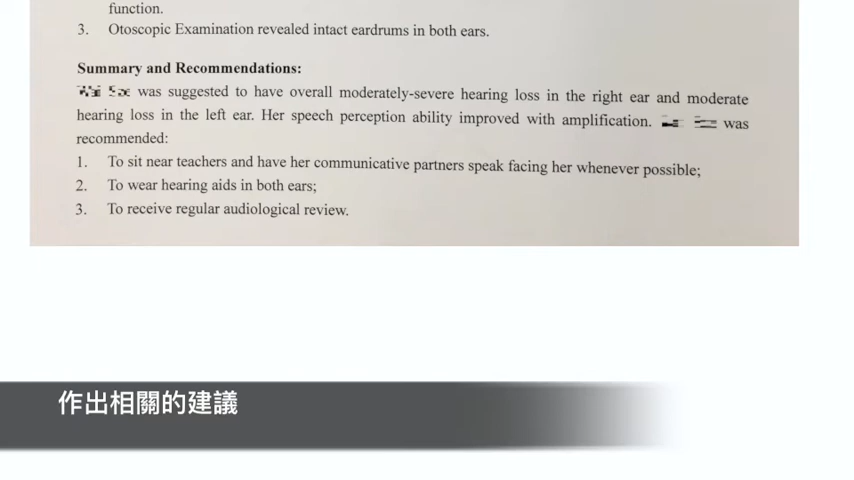 function.
3. Otoscopic Examination revealed intact eardrums in both ears.
Summary and Recommendations:
was suggested to have overall moderately-severe hearing loss in the right ear and moderate
hearing loss in the left ear. Her speech perception ability improved with amplification. was
recommended:
1. To sit near teachers and have her communicative partners speak facing her whenever possible;
2. To wear hearing aids in both ears;
3. To receive regular audiological review.
作出相關的建議